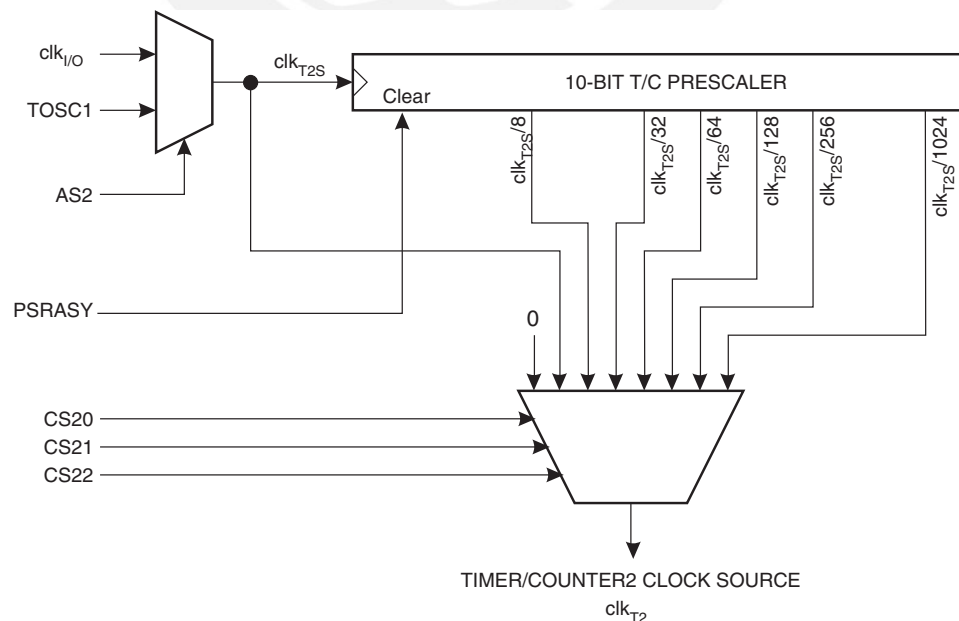 clkI/O
TOSC1
AS2
PSRASY
clkT2S
10-BIT T/C PRESCALER
Clear
clkT2S/8
clkT2S/32
clkT2S/64
clkT2S/128
clkT2S/256
clkT2S/1024
0
CS20
CS21
CS22
TIMER/COUNTER2 CLOCK SOURCE
clkT2